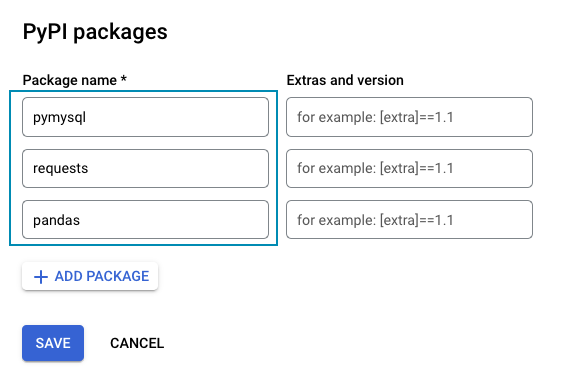 PyPI packages
Package name * Extras and version
pymysql for example: [extra]==1.1
requests for example: [extra]==1.1
pandas for example: [extra]==1.1
+ ADD PACKAGE
SAVE CANCEL